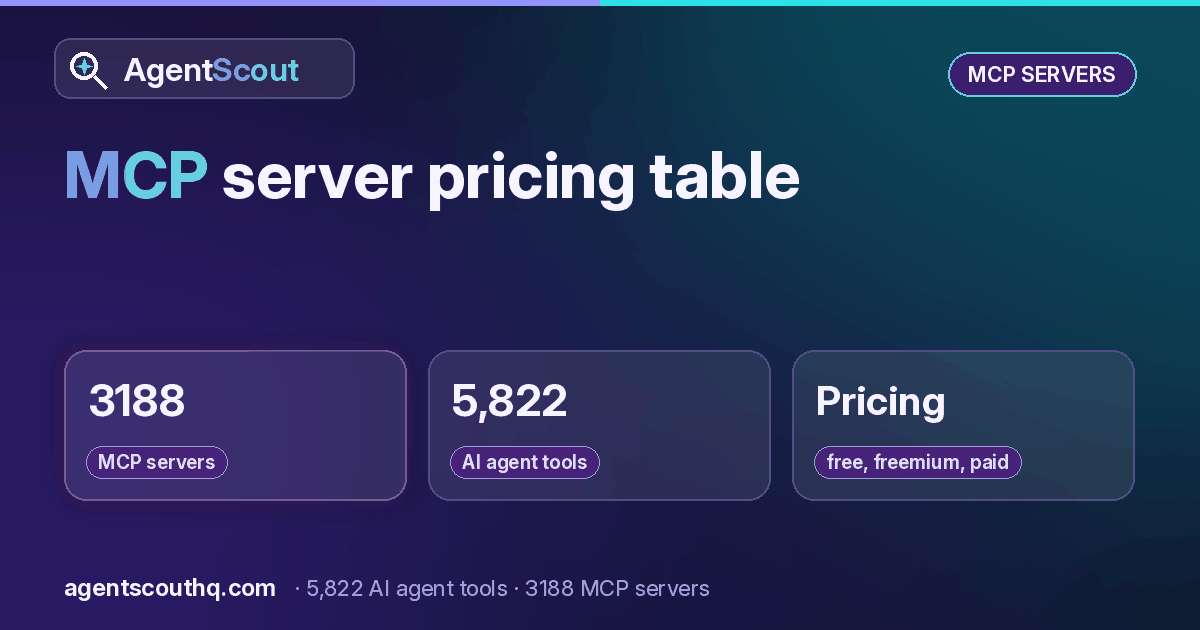 AgentScout
MCP SERVERS
MCP server pricing table
3188
MCP servers
5,822
AI agent tools
Pricing
free, freemium, paid
agentscouthq.com · 5,822 AI agent tools · 3188 MCP servers